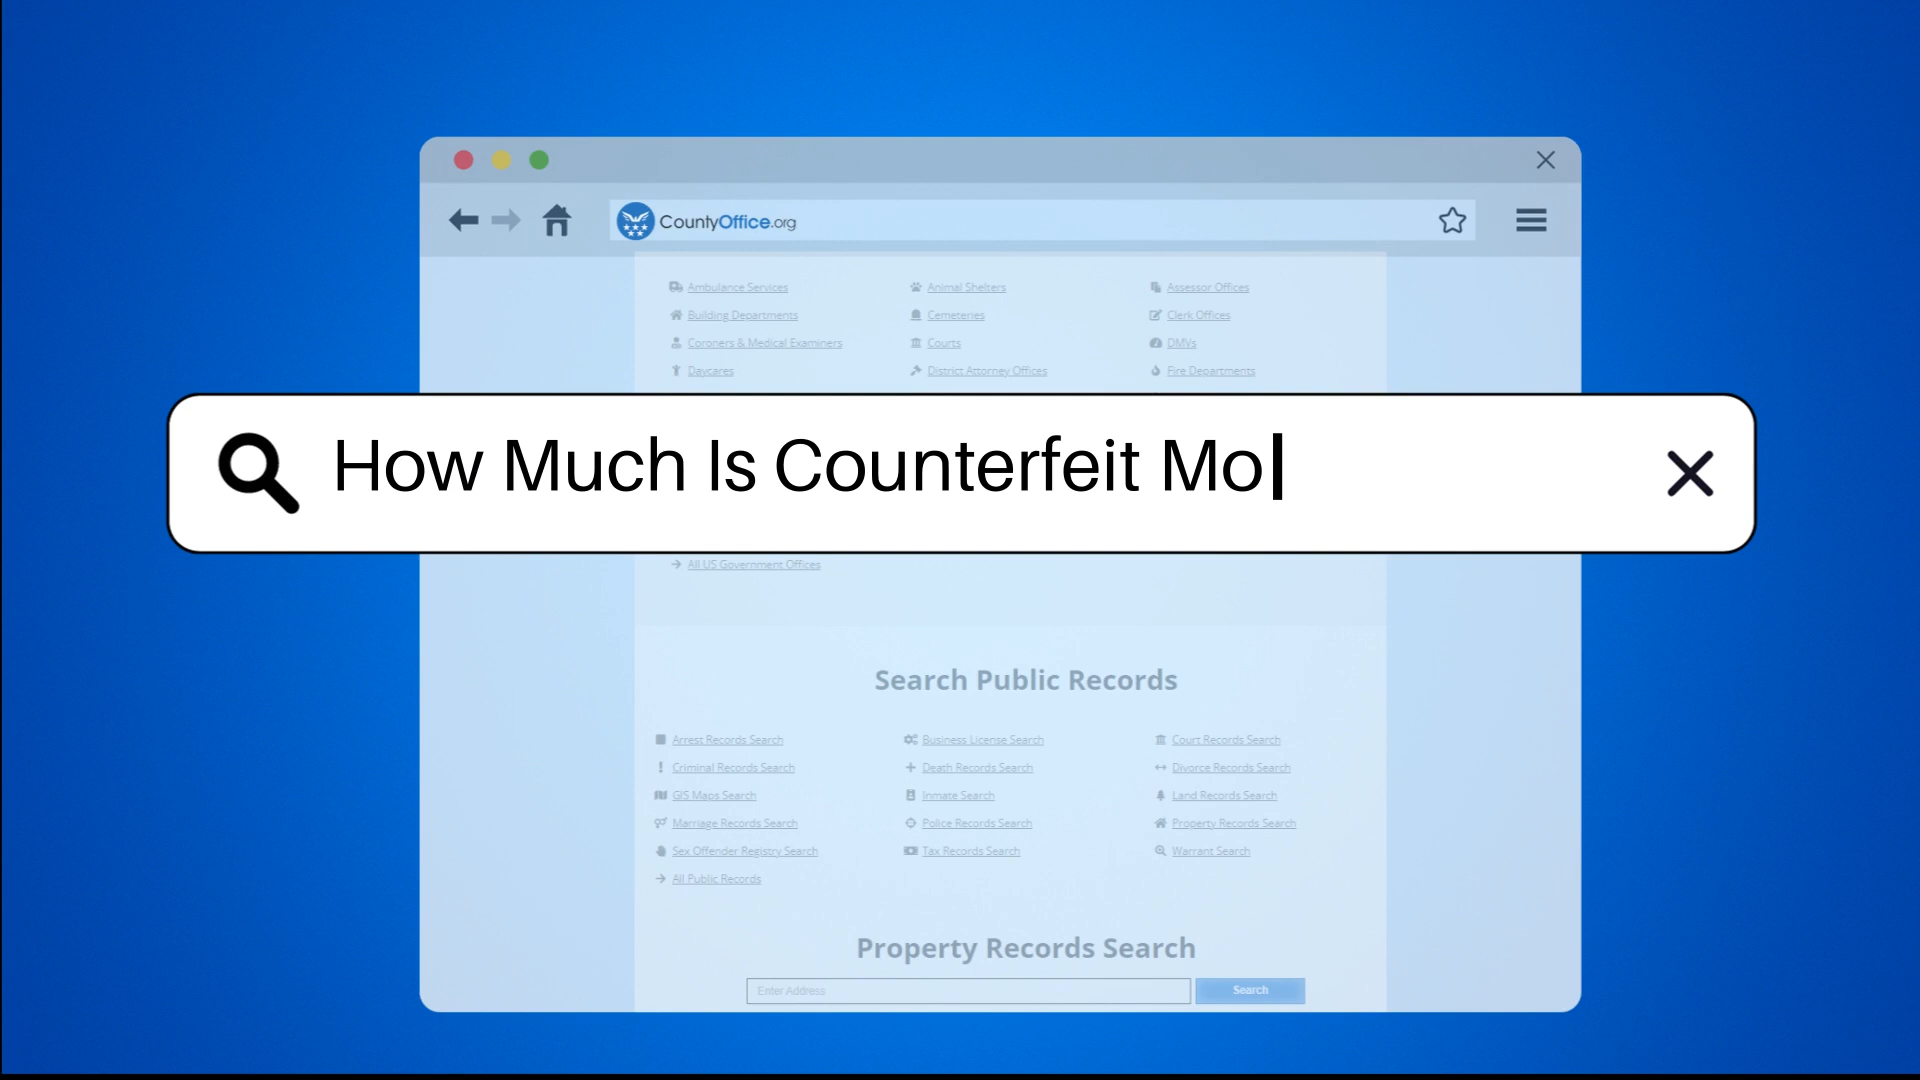 CountyOffice.org
Ambulance Services Animal Shelters Assessor Offices
Building Departments Cemeteries Clerk Offices
Coroners & Medical Examiners Courts DMVs
Daycares District Attorney Offices Fire Departments
How Much Is Counterfeit Mo
All US Government Offices
Search Public Records
Arrest Records Search Business License Search Court Records Search
Criminal Records Search Death Records Search Divorce Records Search
GIS Maps Search Inmate Search Land Records Search
Marriage Records Search Police Records Search Property Records Search
Sex Offender Registry Search Tax Records Search Warrant Search
All Public Records
Property Records Search
Enter Address Search